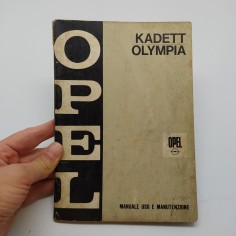 OPEL
KADETT
OLYMPIA
OPEL
MANUALE USO E MANUTENZIONE